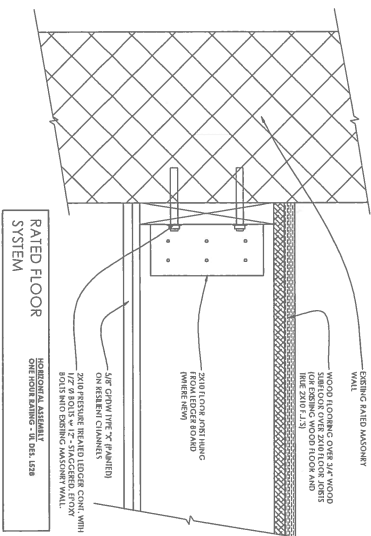 EXISTING RATED MASONRY
WALL
WOOD FLOORING OVER 3/4" WOOD
SUBFLOOR OVER 2X10 FLOOR JOISTS
(OR EXISTING WOOD FLOOR AND
TRUE 2X10 F.J.'S)
2X10 FLOOR JOIST HUNG
FROM LEDGER BOARD
(WHERE NEW)
5/8" GPDW TYPE "X" (PAINTED)
ON RESILIENT CHANNELS
2X10 PRESSURE TREATED LEDGER CONT. WITH
1/2" Ø BOLTS @ 12" - STAGGERED. EPOXY
BOLTS INTO EXISTING MASONRY WALL.
RATED FLOOR
SYSTEM
HORIZONTAL ASSEMBLY
ONE HOUR RATING - UL DES. L528